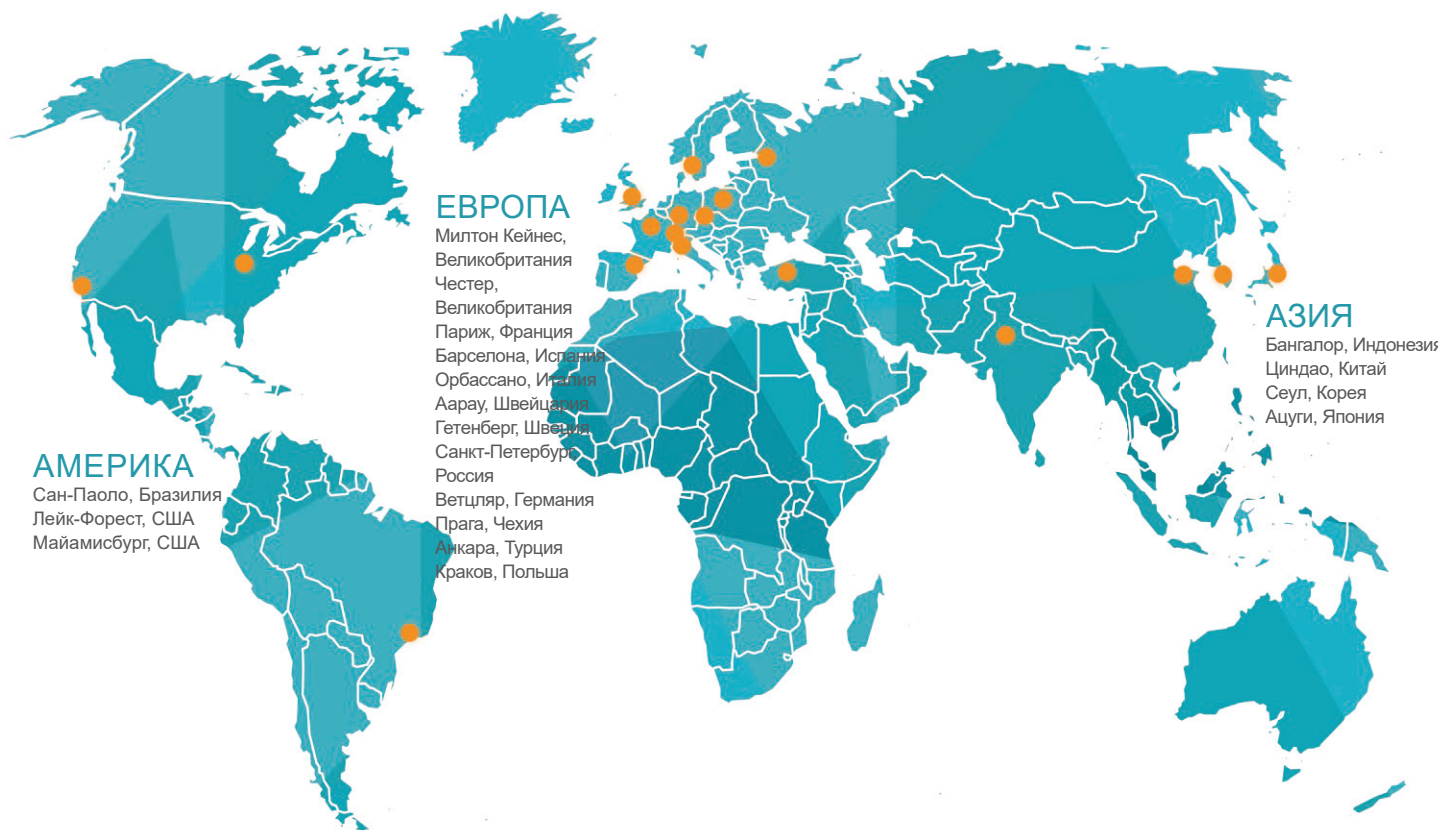 ЕВРОПА
Милтон Кейнес,
Великобритания
Честер,
Великобритания
Париж, Франция
Барселона, Испания
Орбассано, Италия
Аарау, Швейцария
Гетенберг, Швеция
Санкт-Петербург
Россия
Ветцляр, Германия
Прага, Чехия
Анкара, Турция
Краков, Польша
АЗИЯ
Бангалор, Индонезия
Циндао, Китай
Сеул, Корея
Ацуги, Япония
АМЕРИКА
Сан-Паоло, Бразилия
Лейк-Форест, США
Майамисбург, США